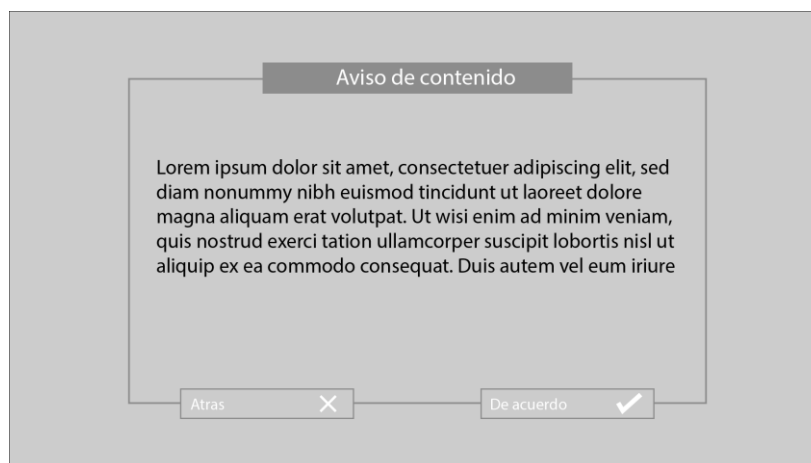 Aviso de contenido
Lorem ipsum dolor sit amet, consectetuer adipiscing elit, sed
diam nonummy nibh euismod tincidunt ut laoreet dolore
magna aliquam erat volutpat. Ut wisi enim ad minim veniam,
quis nostrud exerci tation ullamcorper suscipit lobortis nisl ut
aliquip ex ea commodo consequat. Duis autem vel eum iriure
Atras
De acuerdo